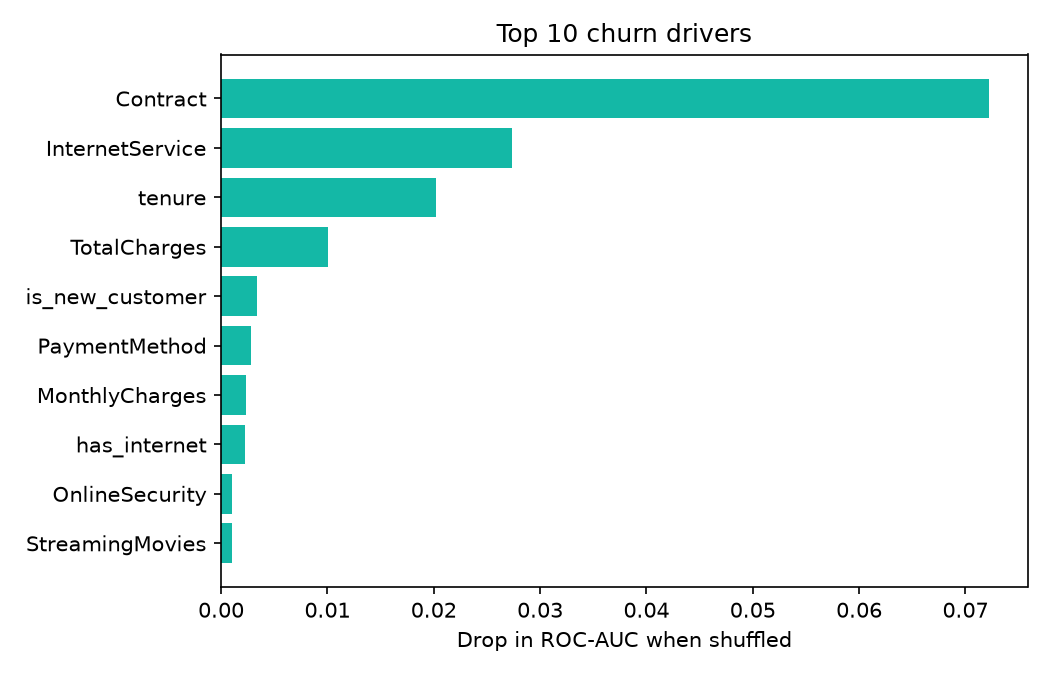 Top 10 churn drivers
Contract
InternetService
tenure
TotalCharges
is_new_customer
PaymentMethod
MonthlyCharges
has_internet
OnlineSecurity
StreamingMovies
0.00 0.01 0.02 0.03 0.04 0.05 0.06 0.07
Drop in ROC-AUC when shuffled